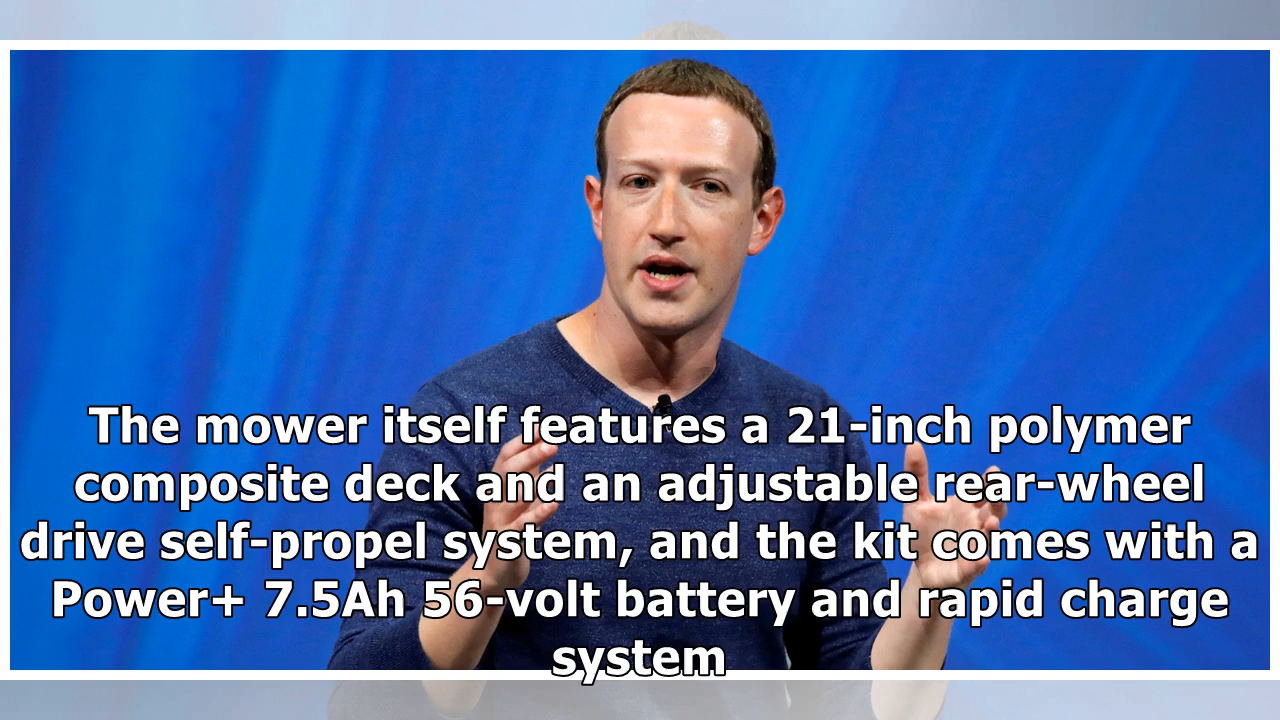 The mower itself features a 21-inch polymer
composite deck and an adjustable rear-wheel
drive self-propel system, and the kit comes with a
Power+ 7.5Ah 56-volt battery and rapid charge
system